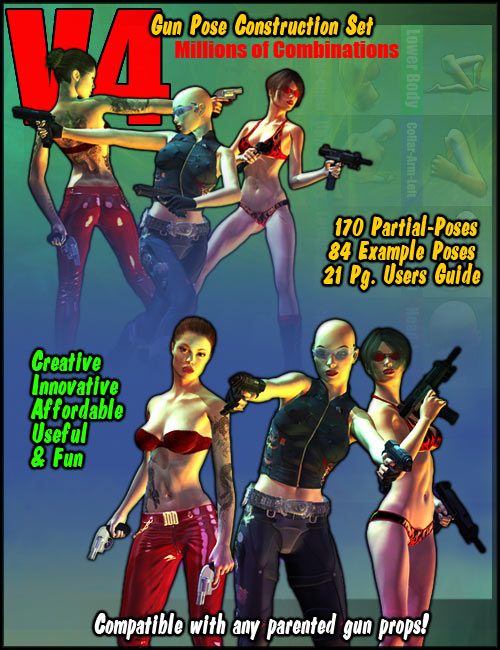 V4
Gun Pose Construction Set
Millions of Combinations
Lower Body
Collar-Arm-Left
170 Partial-Poses
84 Example Poses
21 Pg. Users Guide
Creative
Innovative
Affordable
Useful
& Fun
Compatible with any parented gun props!